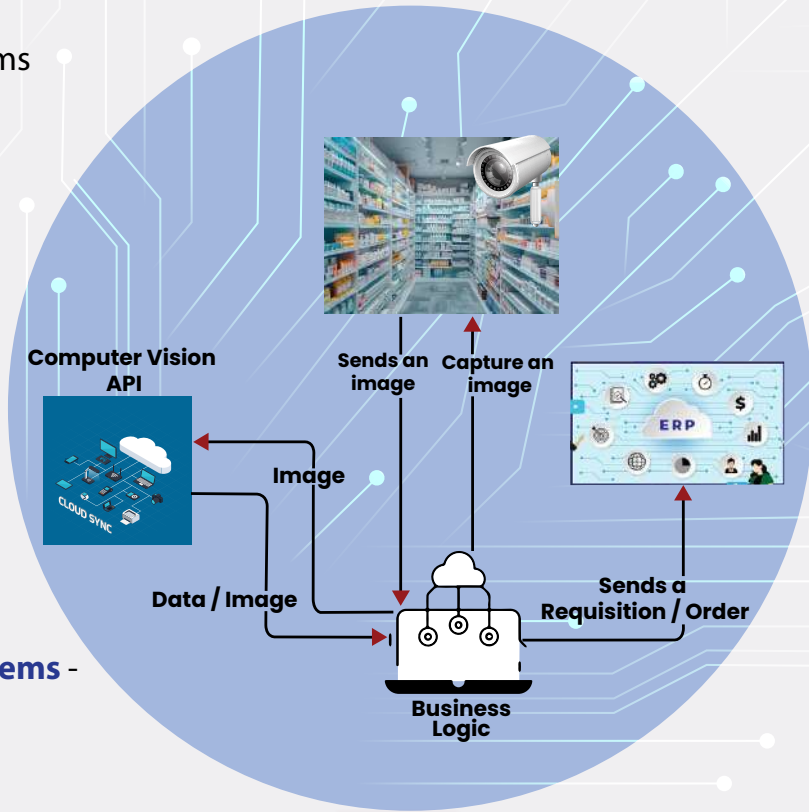 ms
Sends an
image
Capture an
image
Computer Vision
API
CLOUD SYNC
ERP
$
Image
Data / Image
Sends a
Requisition / Order
ems -
Business
Logic